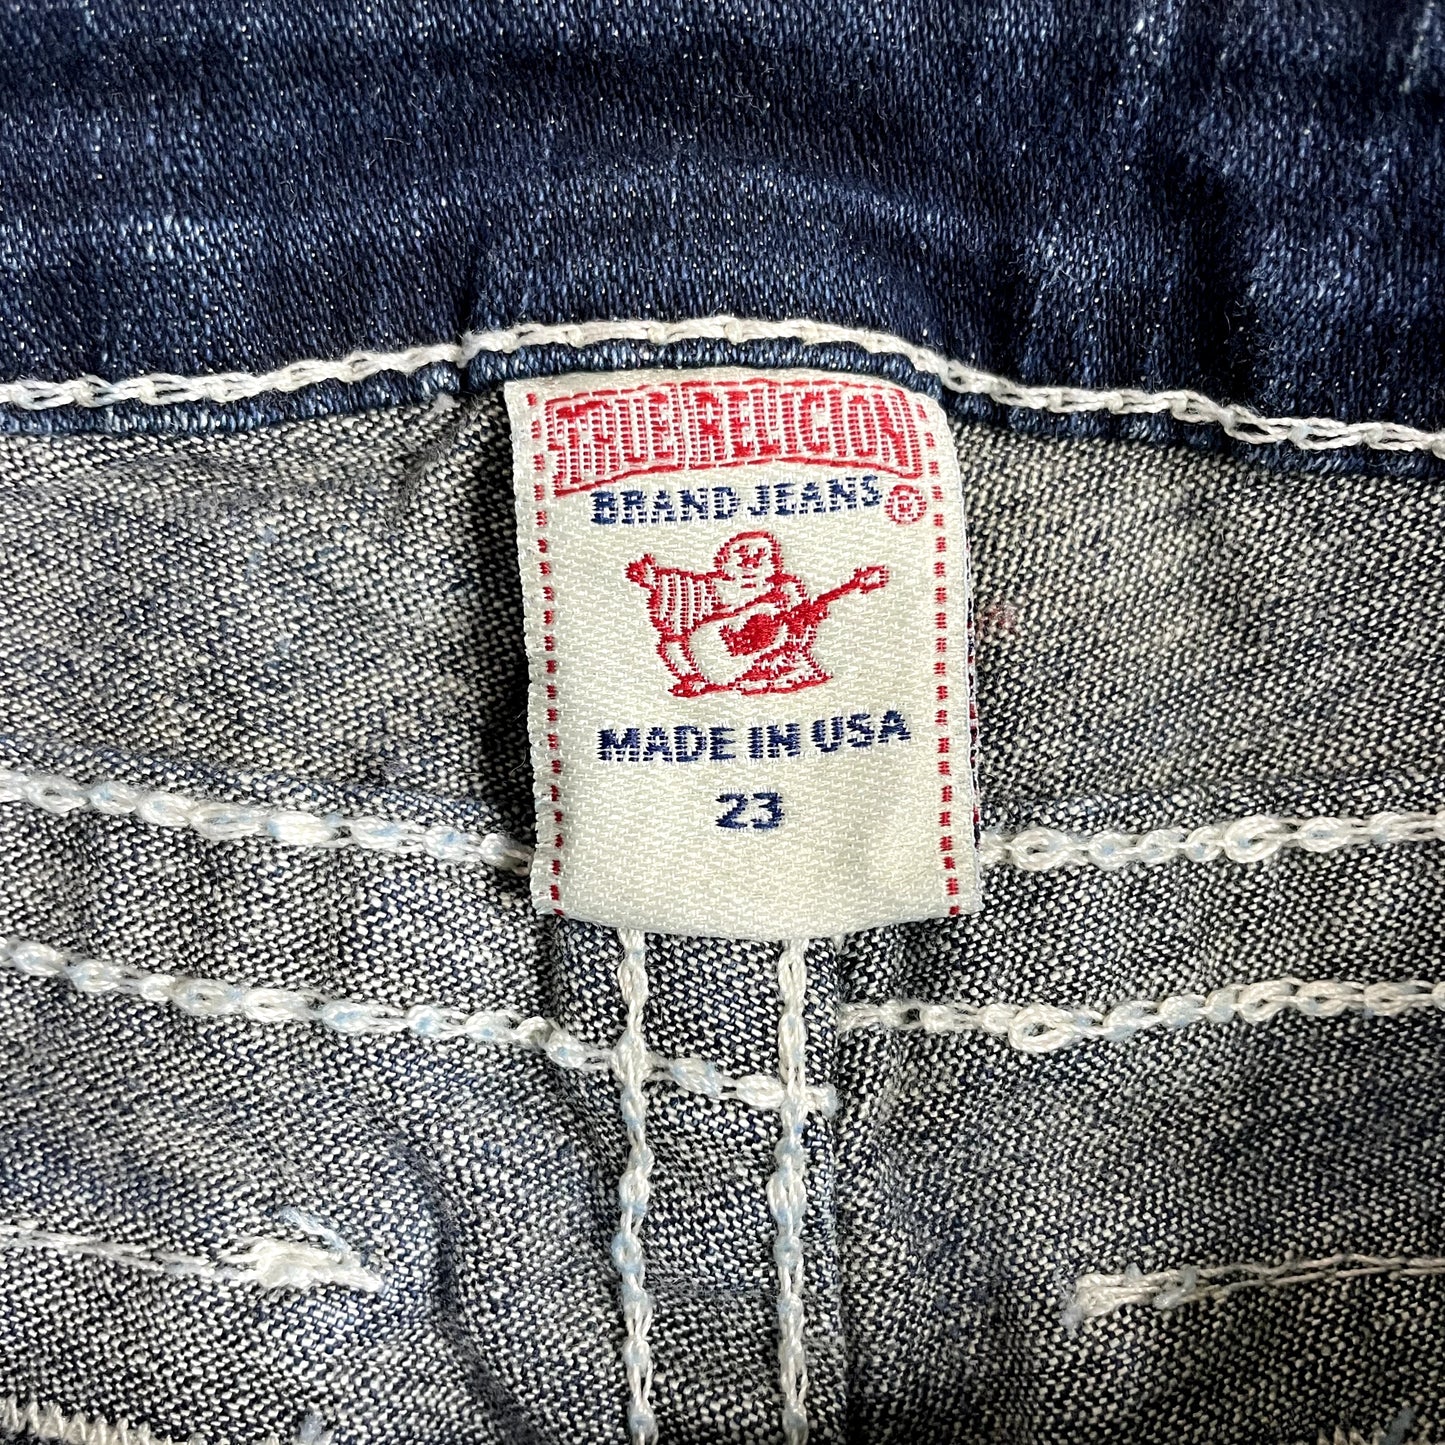 TRUE RELIGION
BRAND JEANS ®
MADE IN USA
23